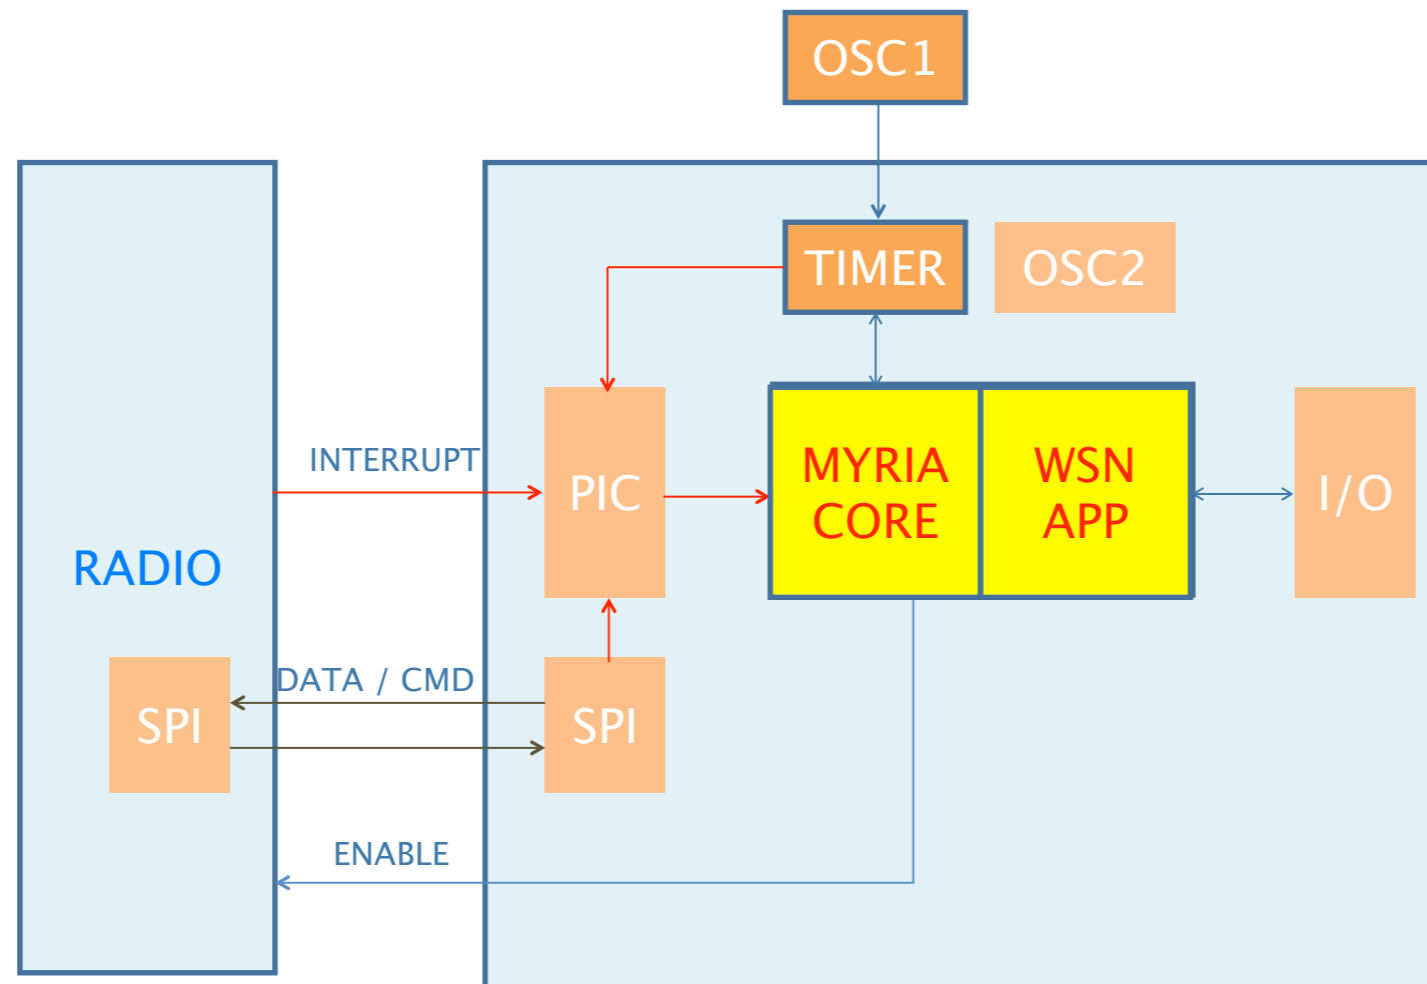 OSC1
TIMER
OSC2
INTERRUPT
PIC
MYRIA
CORE
WSN
APP
I/O
RADIO
DATA / CMD
SPI
SPI
ENABLE